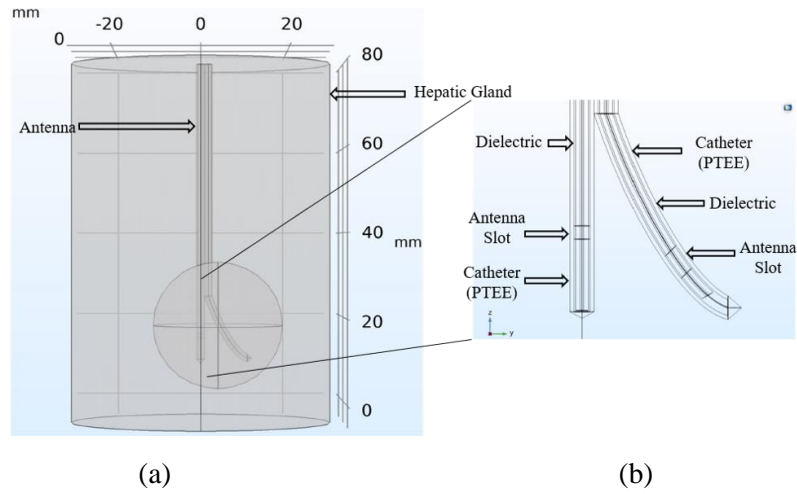 mm
-20 0 20
0
80
Hepatic Gland
Antenna
60
40
mm
20
0
Dielectric
Catheter
(PTEE)
Dielectric
Antenna
Slot
Antenna
Slot
Catheter
(PTEE)
z
y
(a)
(b)